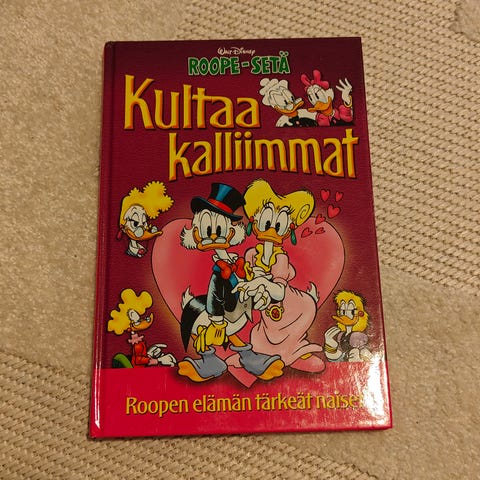 Walt Disney
ROOPE-SETÄ
Kultaa
kalliimmat
Roopen elämän tärkeät naiset